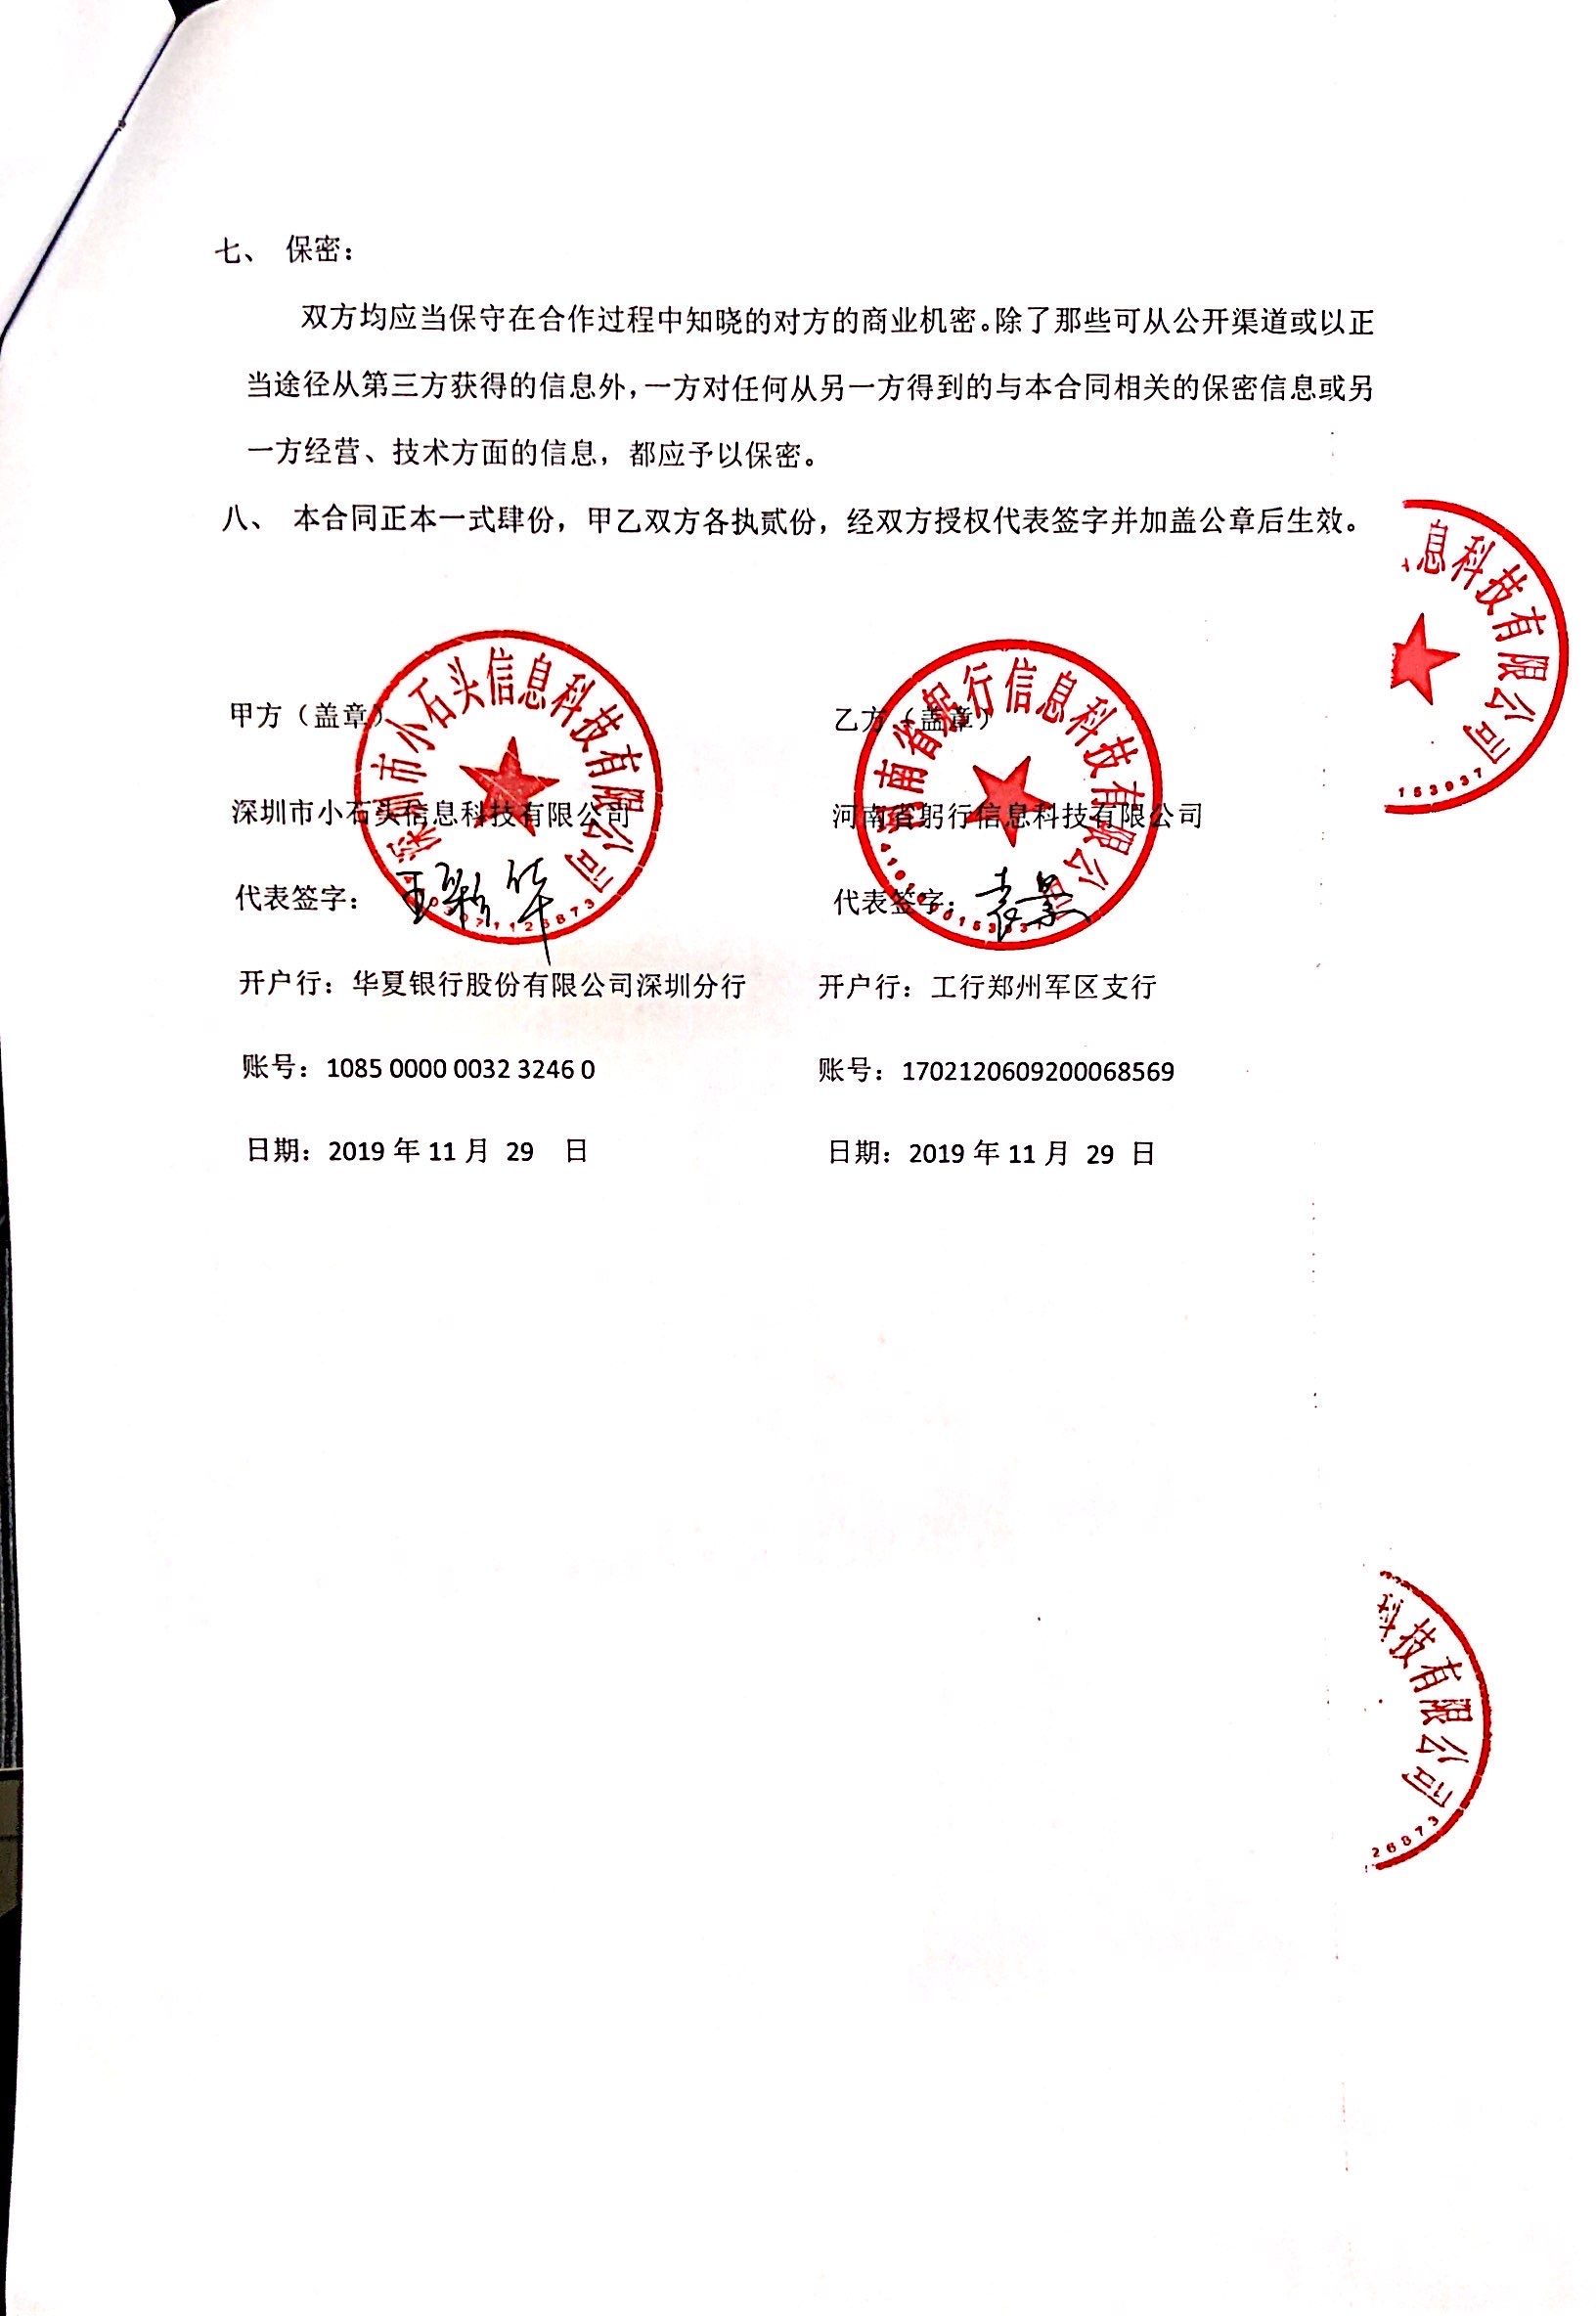 七、 保密：
双方均应当保守在合作过程中知晓的对方的商业机密。除了那些可从公开渠道或以正
当途径从第三方获得的信息外，一方对任何从另一方得到的与本合同相关的保密信息或另
一方经营、技术方面的信息，都应予以保密。
八、 本合同正本一式肆份，甲乙双方各执贰份，经双方授权代表签字并加盖公章后生效。
息科技有限公司
153937
深圳市小石头信息科技有限公司
河南省躬行信息科技有限公司
甲方（盖章） 乙方（盖章）
深圳市小石头信息科技有限公司 河南省躬行信息科技有限公司
代表签字： 代表签字：
开户行：华夏银行股份有限公司深圳分行 开户行：工行郑州军区支行
账号：1085 0000 0032 3246 0 账号：1702120609200068569
日期：2019 年 11 月 29 日 日期：2019 年 11 月 29 日
科技有限公司
26873